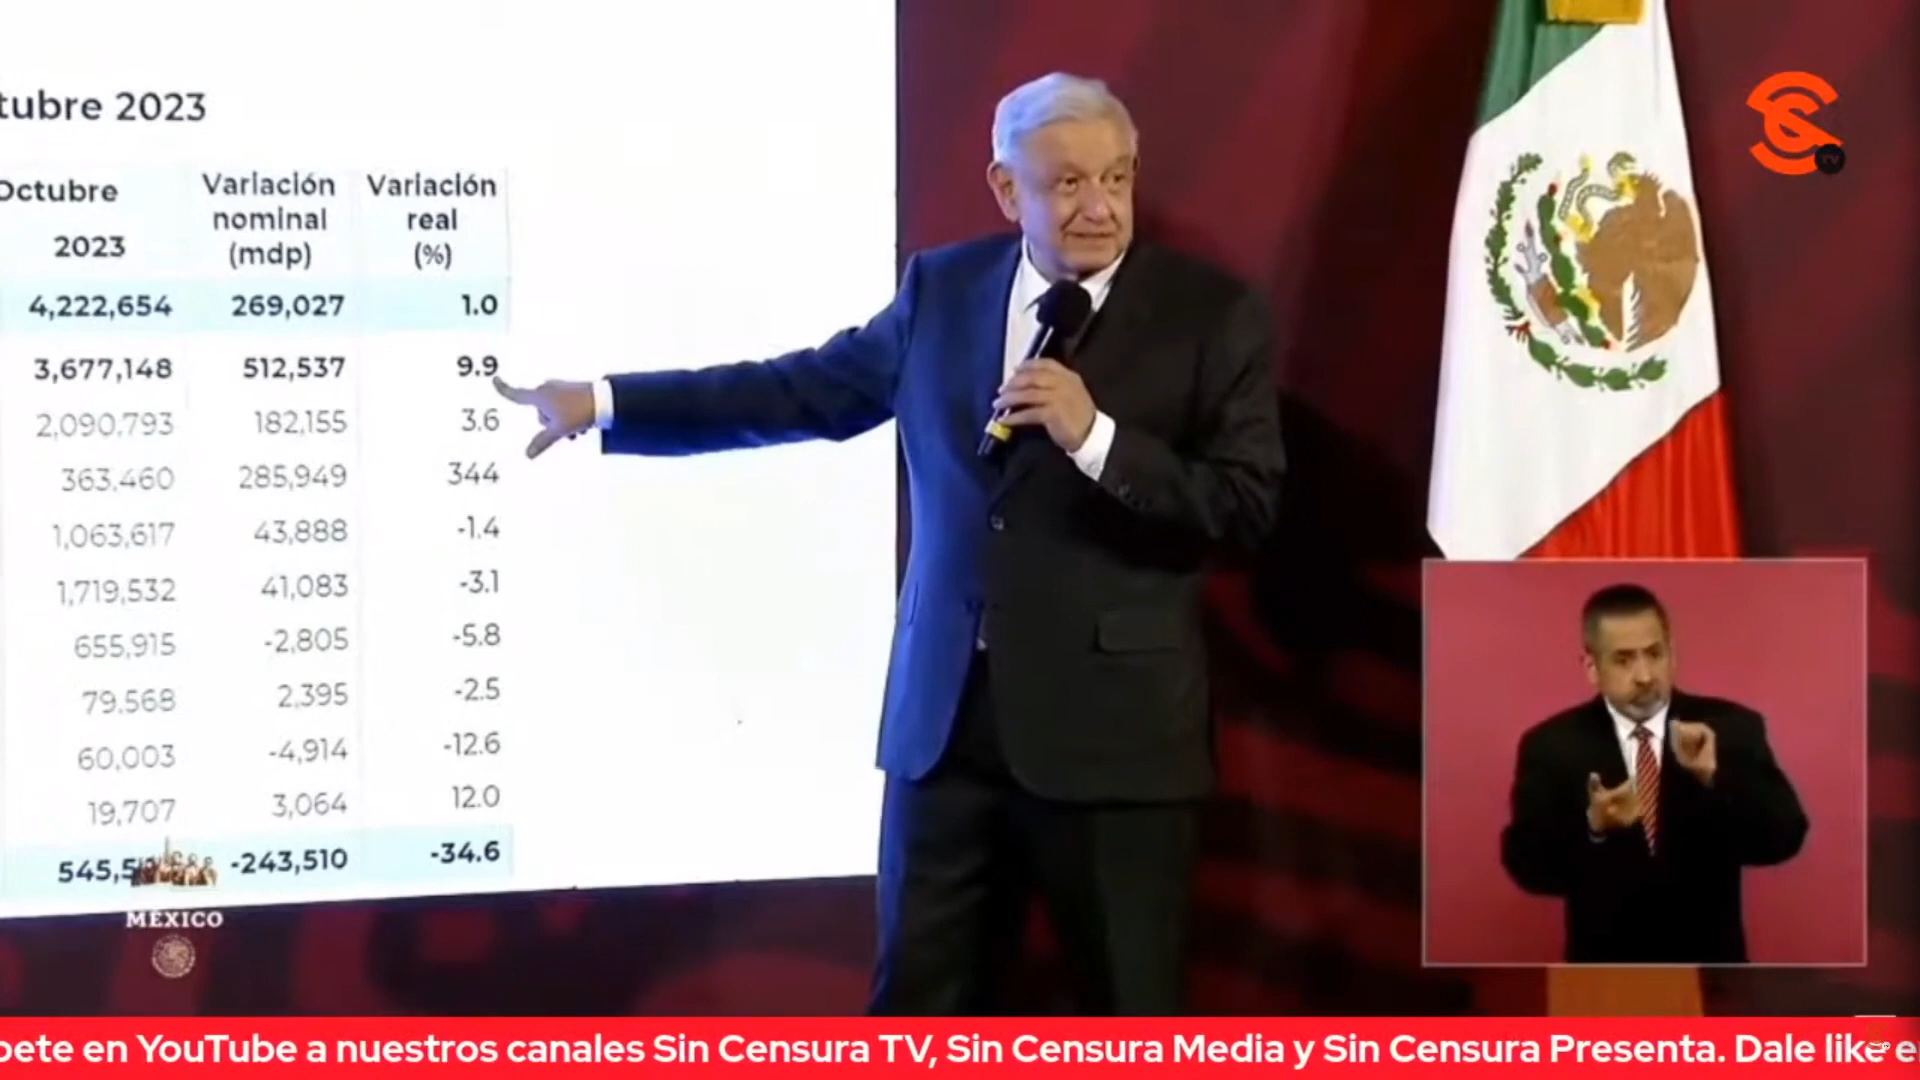 tubre 2023
Octubre 2023
Variación nominal (mdp)
Variación real (%)
4,222,654 269,027 1.0
3,677,148 512,537 9.9
2,090,793 182,155 3.6
363,460 285,949 344
1,063,617 43,888 -1.4
1,719,532 41,083 -3.1
655,915 -2,805 -5.8
79,568 2,395 -2.5
60,003 -4,914 -12.6
19,707 3,064 12.0
545,5 -243,510 -34.6
MÉXICO
TV
pete en YouTube a nuestros canales Sin Censura TV, Sin Censura Media y Sin Censura Presenta. Dale like e